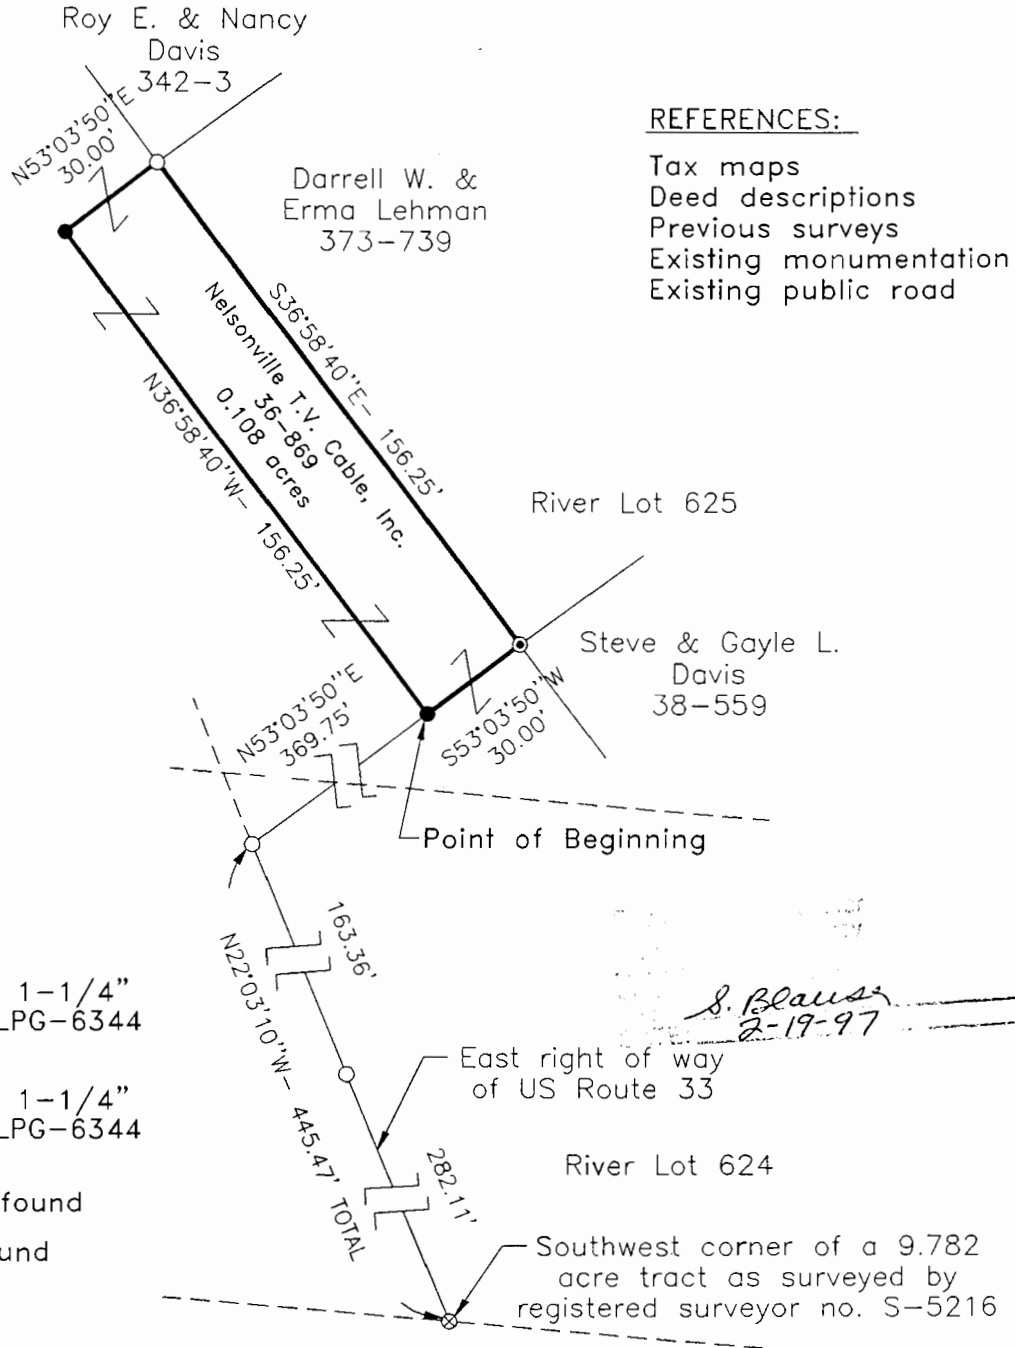 Roy E. & Nancy
Davis
342-3
REFERENCES:
Tax maps
Deed descriptions
Previous surveys
Existing monumentation
Existing public road
N53°03'50"E
30.00'
Darrell W. &
Erma Lehman
373-739
S36°58'40"E- 156.25'
Nelsonville T.V. Cable, Inc.
36-869
0.108 acres
N36°58'40"W- 156.25'
River Lot 625
Steve & Gayle L.
Davis
38-559
N53°03'50"E
369.75'
S53°03'50"W
30.00'
Point of Beginning
163.36'
N22°03'10"W- 445.47' TOTAL
1-1/4"
LPG-6344
1-1/4"
LPG-6344
found
und
2-19-97
East right of way
of US Route 33
282.11'
River Lot 624
Southwest corner of a 9.782
acre tract as surveyed by
registered surveyor no. S-5216